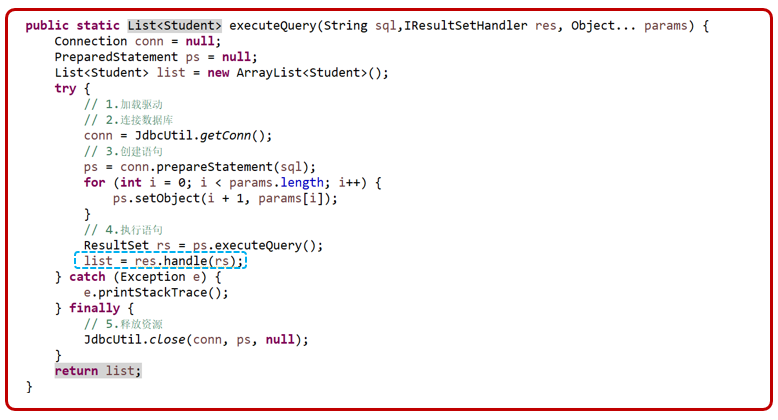 public static List<Student> executeQuery(String sql,IResultSetHandler res, Object... params) {
Connection conn = null;
PreparedStatement ps = null;
List<Student> list = new ArrayList<Student>();
try {
// 1.加载驱动
// 2.连接数据库
conn = JdbcUtil.getConn();
// 3.创建语句
ps = conn.prepareStatement(sql);
for (int i = 0; i < params.length; i++) {
ps.setObject(i + 1, params[i]);
}
// 4.执行语句
ResultSet rs = ps.executeQuery();
list = res.handle(rs);
} catch (Exception e) {
e.printStackTrace();
} finally {
// 5.释放资源
JdbcUtil.close(conn, ps, null);
}
return list;
}